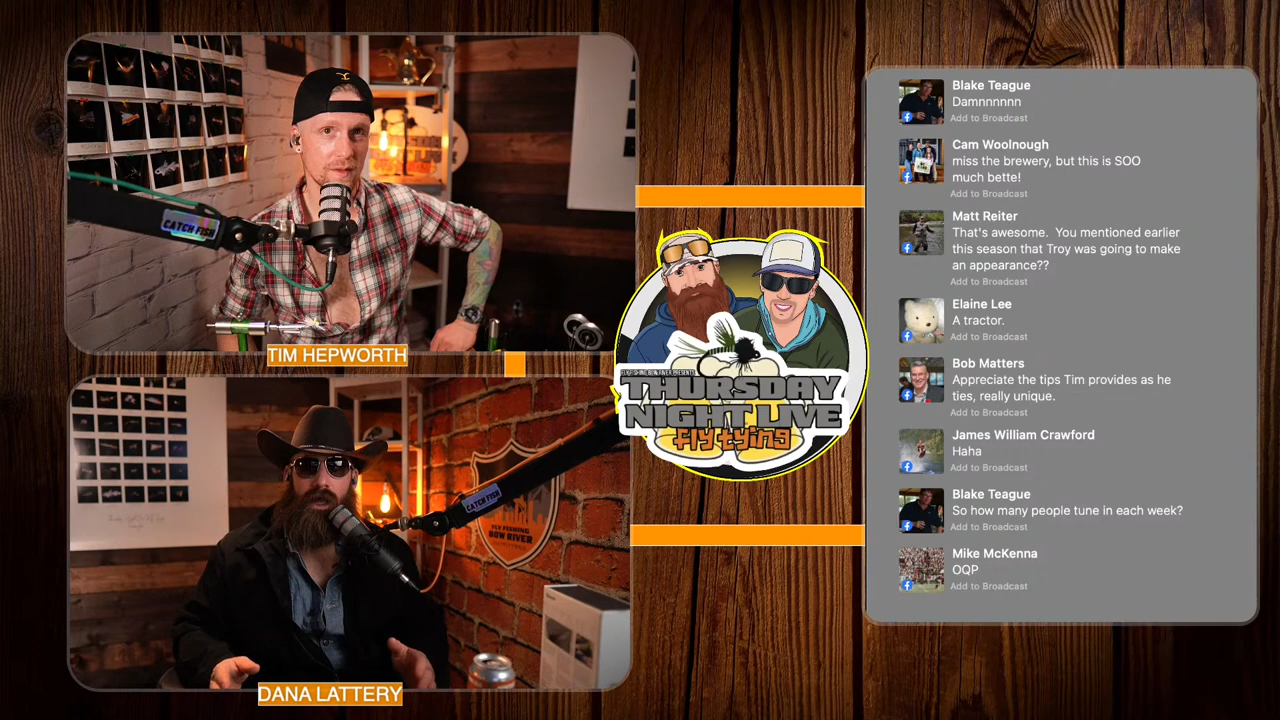 CATCH FISH
TIM HEPWORTH
CATCH FISH
FLY FISHING
BOW RIVER
DANA LATTERY
FLY FISHING BOW RIVER PRESENTS
THURSDAY
NIGHT LIVE
fly tying
Blake Teague
Damnnnnnn
Add to Broadcast
Cam Woolnough
miss the brewery, but this is SOO
much bette!
Add to Broadcast
Matt Reiter
That's awesome. You mentioned earlier
this season that Troy was going to make
an appearance??
Add to Broadcast
Elaine Lee
A tractor.
Add to Broadcast
Bob Matters
Appreciate the tips Tim provides as he
ties, really unique.
Add to Broadcast
James William Crawford
Haha
Add to Broadcast
Blake Teague
So how many people tune in each week?
Add to Broadcast
Mike McKenna
OQP
Add to Broadcast